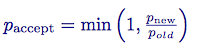 p_accept = min(1, p_new / p_old)